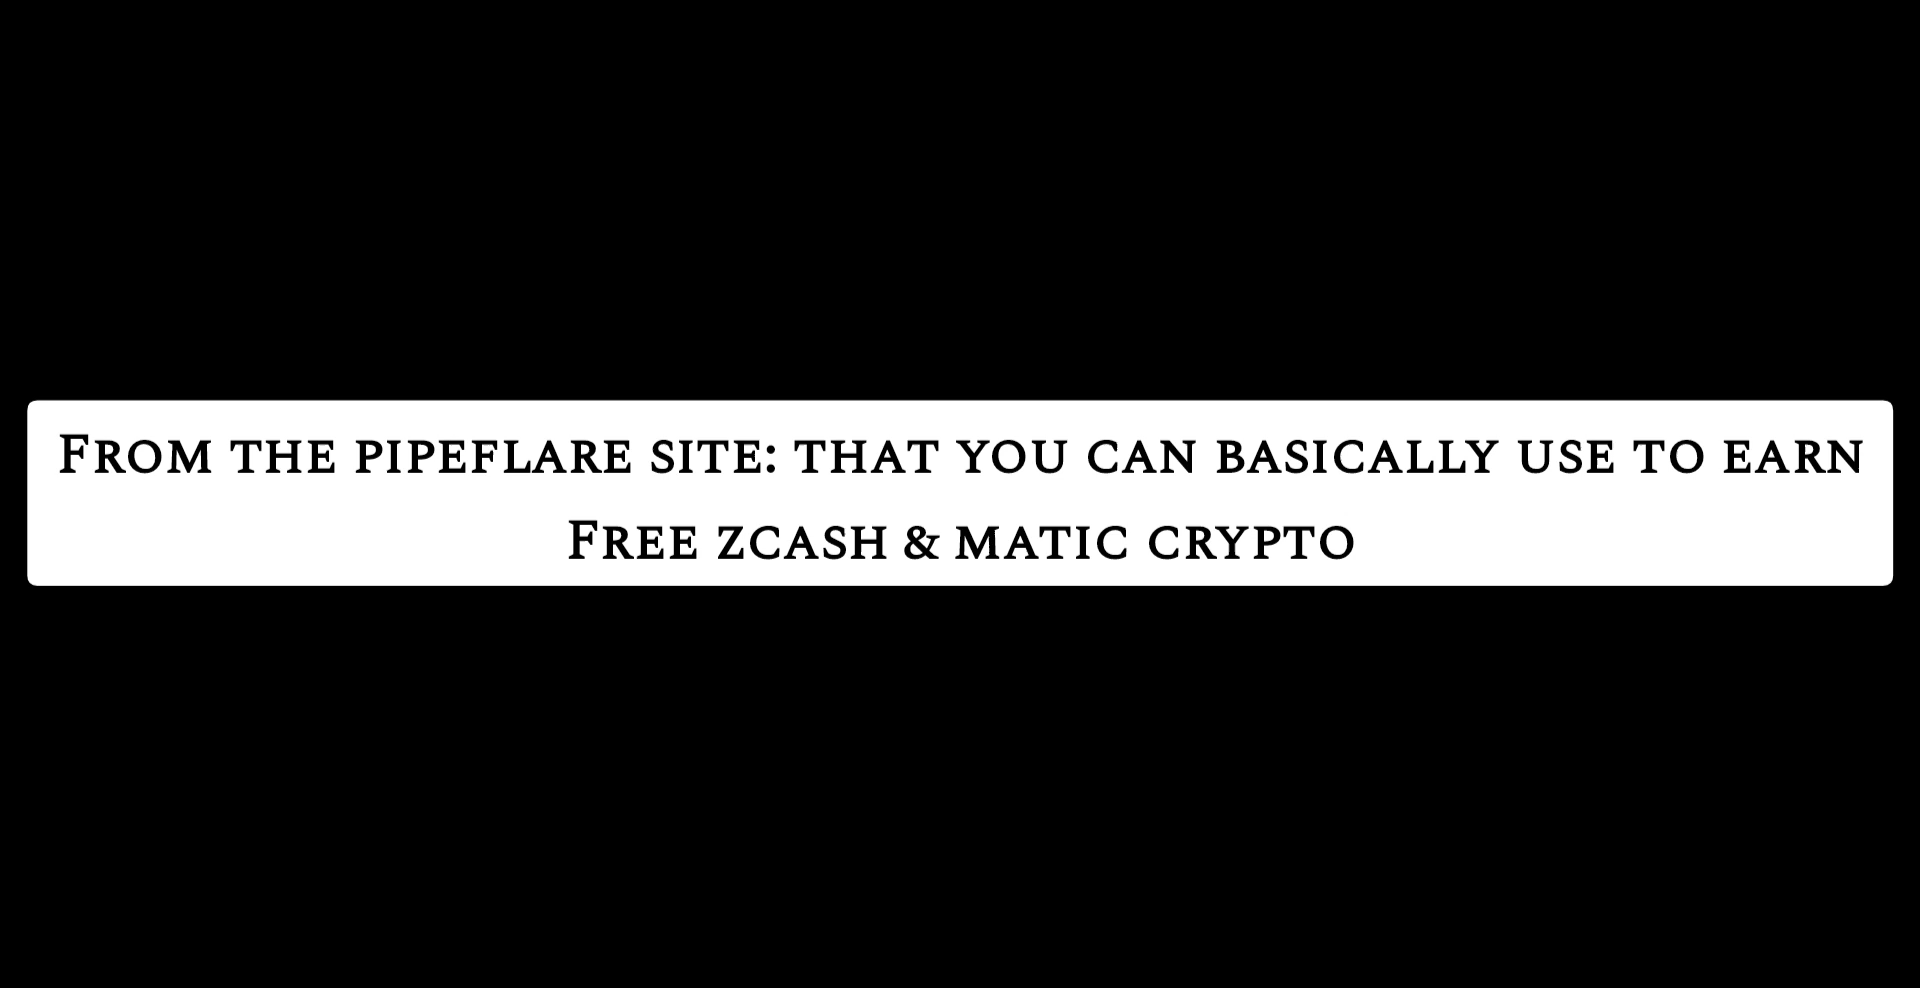 From the pipeflare site: that you can basically use to earn
Free zcash & matic crypto